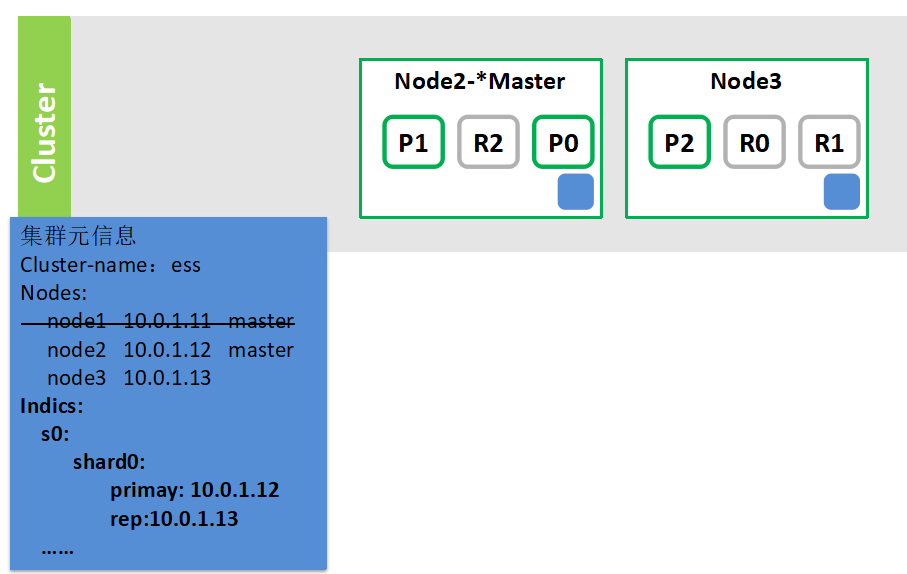 Cluster
Node2-*Master
P1 R2 P0
Node3
P2 R0 R1
集群元信息
Cluster-name：ess
Nodes:
node1 10.0.1.11 master
node2 10.0.1.12 master
node3 10.0.1.13
Indics:
s0:
shard0:
primay: 10.0.1.12
rep:10.0.1.13
……